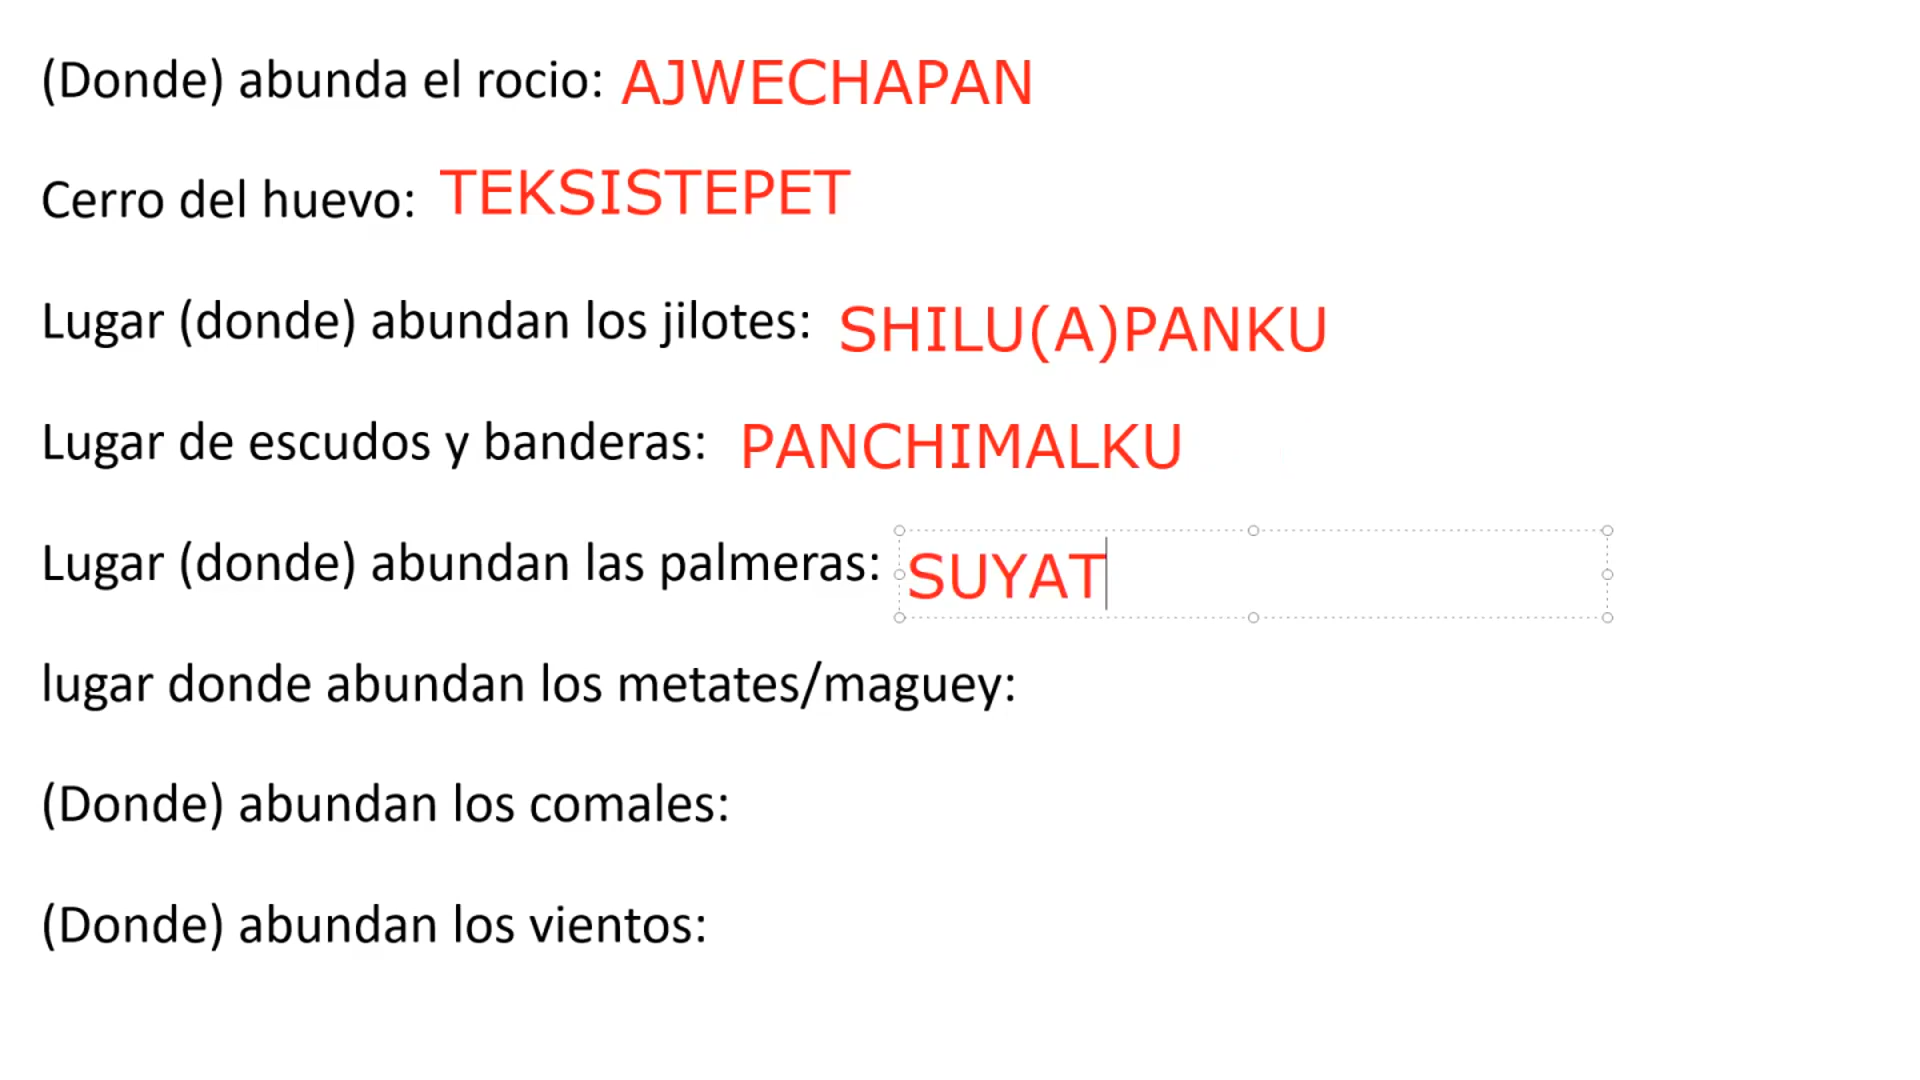 (Donde) abunda el rocio: AJWECHAPAN
Cerro del huevo: TEKSISTEPET
Lugar (donde) abundan los jilotes: SHILU(A)PANKU
Lugar de escudos y banderas: PANCHIMALKU
Lugar (donde) abundan las palmeras: SUYAT
lugar donde abundan los metates/maguey:
(Donde) abundan los comales:
(Donde) abundan los vientos: